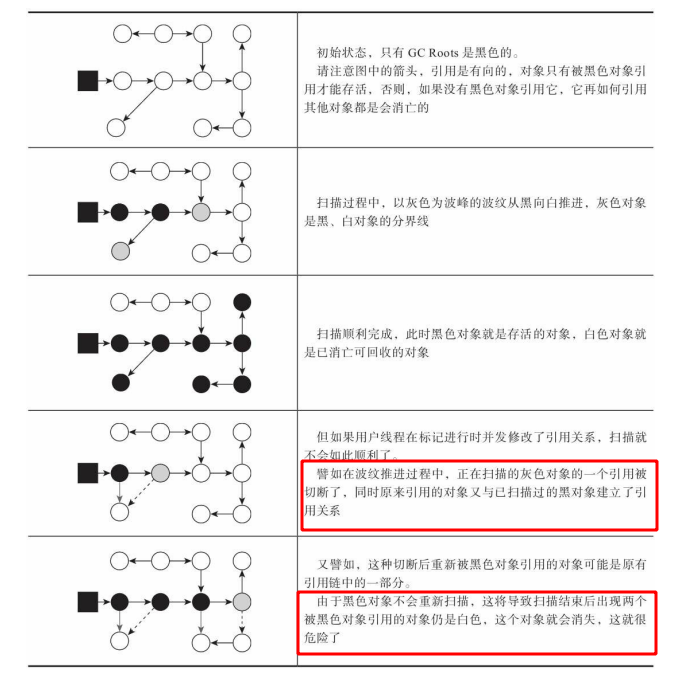 初始状态，只有 GC Roots 是黑色的。
请注意图中的箭头，引用是有向的，对象只有被黑色对象引
用才能存活，否则，如果没有黑色对象引用它，它再如何引用
其他对象都是会消亡的
扫描过程中，以灰色为波峰的波纹从黑向白推进，灰色对象
是黑、白对象的分界线
扫描顺利完成，此时黑色对象就是存活的对象，白色对象就
是已消亡可回收的对象
但如果用户线程在标记进行时并发修改了引用关系，扫描就
不会如此顺利了。
譬如在波纹推进过程中，正在扫描的灰色对象的一个引用被
切断了，同时原来引用的对象又与已扫描过的黑对象建立了引
用关系
又譬如，这种切断后重新被黑色对象引用的对象可能是原有
引用链中的一部分。
由于黑色对象不会重新扫描，这将导致扫描结束后出现两个
被黑色对象引用的对象仍是白色，这个对象就会消失，这就很
危险了